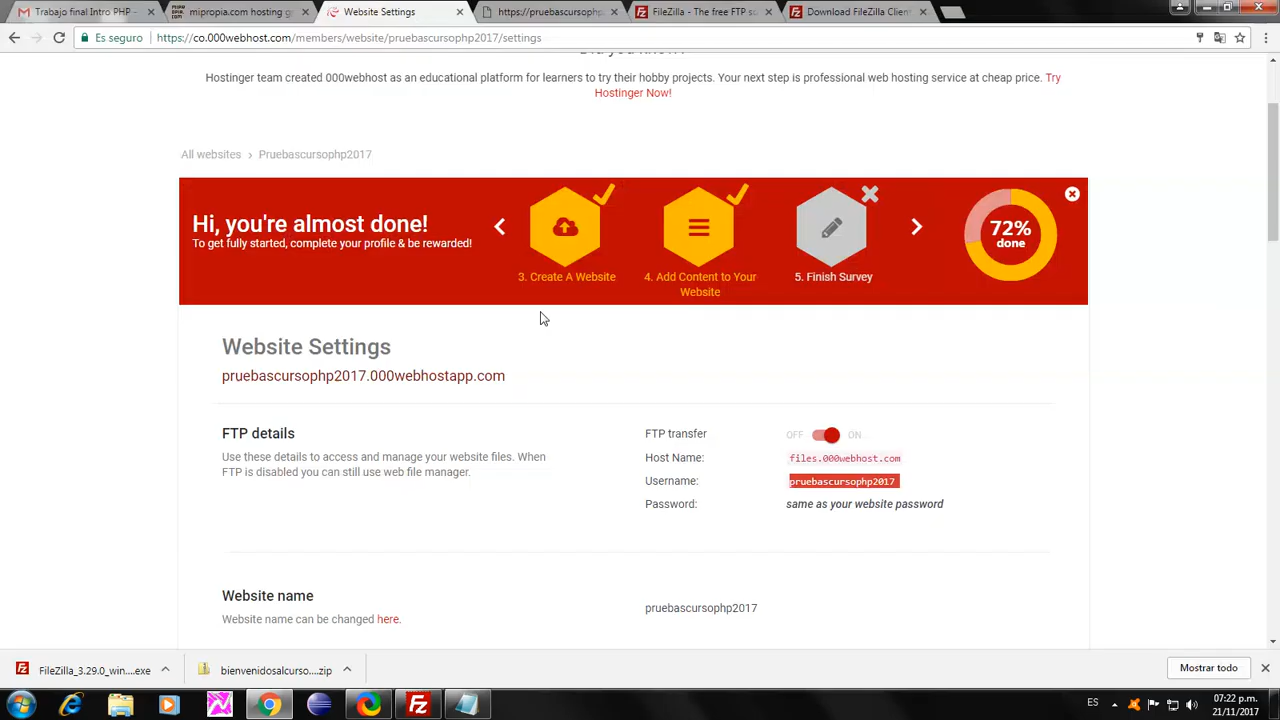 Trabajo final Intro PHP -
mipropia.com hosting g
Website Settings
https://pruebascursoph
FileZilla - The free FTP s
Download FileZilla Client
Es seguro
https://co.000webhost.com/members/website/pruebascursophp2017/settings
Hostinger team created 000webhost as an educational platform for learners to try their hobby projects. Your next step is professional web hosting service at cheap price. Try
Hostinger Now!
All websites › Pruebascursophp2017
Hi, you're almost done!
To get fully started, complete your profile & be rewarded!
3. Create A Website
4. Add Content to Your
Website
5. Finish Survey
72%
done
Website Settings
pruebascursophp2017.000webhostapp.com
FTP details
Use these details to access and manage your website files. When
FTP is disabled you can still use web file manager.
FTP transfer
OFF
ON
Host Name:
files.000webhost.com
Username:
pruebascursophp2017
Password:
same as your website password
Website name
Website name can be changed here.
pruebascursophp2017
FileZilla_3.29.0_win....exe
bienvenidosalcurso....zip
Mostrar todo
ES
07:22 p.m.
21/11/2017